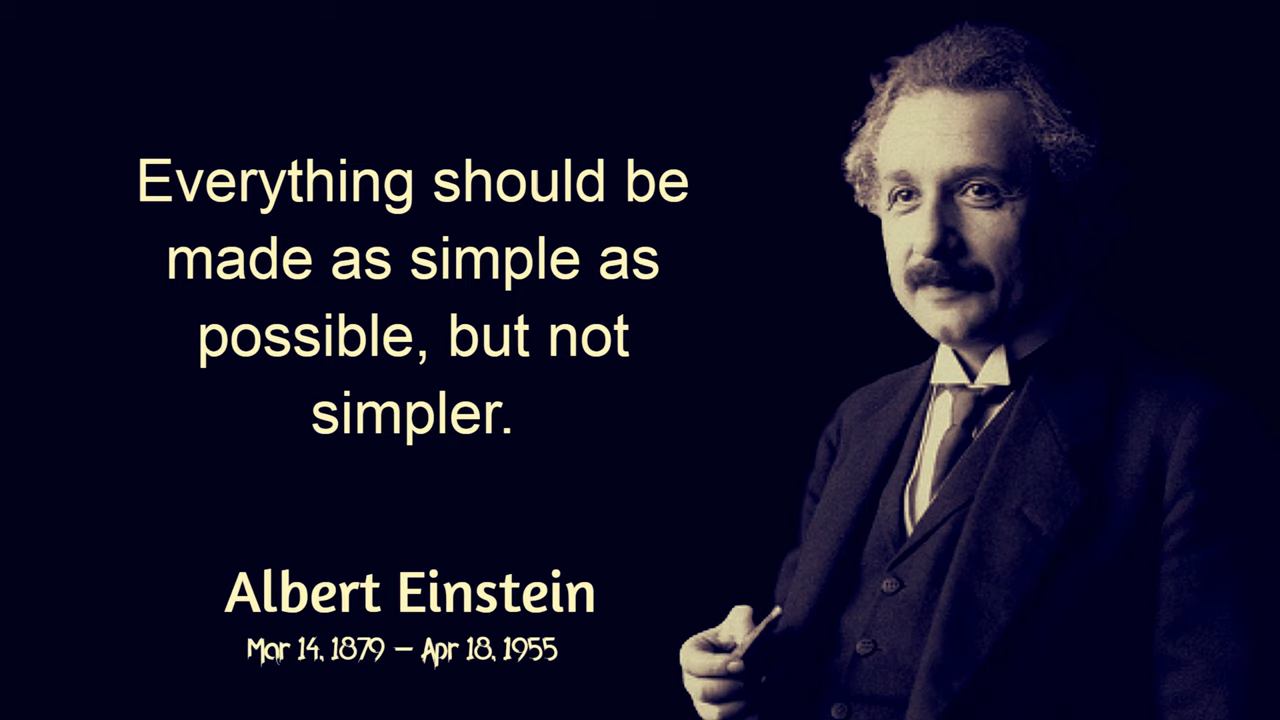 Everything should be
made as simple as
possible, but not
simpler.
Albert Einstein
Mar 14, 1879 – Apr 18, 1955